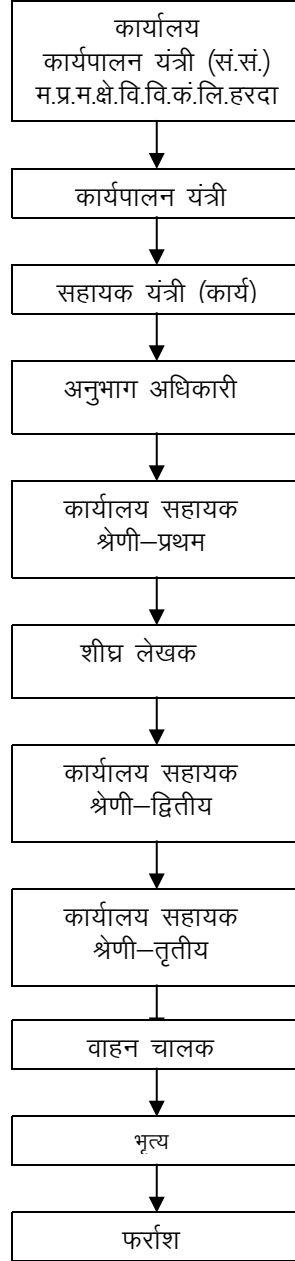 कार्यालय
कार्यपालन यंत्री (सं.सं.)
म.प्र.म.क्षे.वि.वि.कं.लि.हरदा
कार्यपालन यंत्री
सहायक यंत्री (कार्य)
अनुभाग अधिकारी
कार्यालय सहायक
श्रेणी–प्रथम
शीघ्र लेखक
कार्यालय सहायक
श्रेणी–द्वितीय
कार्यालय सहायक
श्रेणी–तृतीय
वाहन चालक
भृत्य
फर्राश